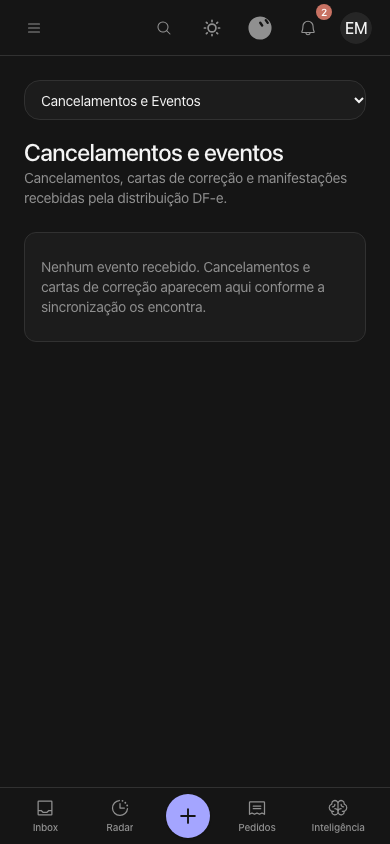 2
EM
Cancelamentos e Eventos
Cancelamentos e eventos
Cancelamentos, cartas de correção e manifestações
recebidas pela distribuição DF-e.
Nenhum evento recebido. Cancelamentos e
cartas de correção aparecem aqui conforme a
sincronização os encontra.
Inbox
Radar
Pedidos
Inteligência